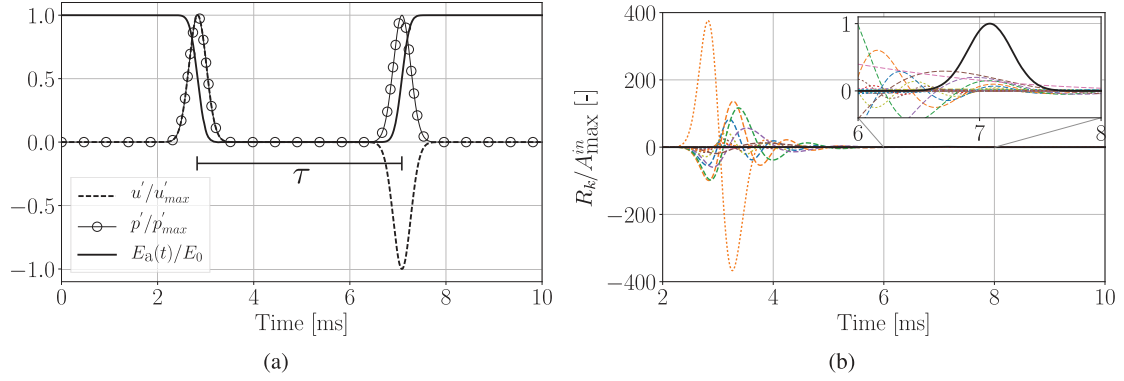 1.0
0.5
0.0
−0.5
−1.0
τ
u′/u′max
p′/p′max
Ea(t)/E0
0 2 4 6 8 10
Time [ms]
(a)
400
200
0
−200
−400
Rk/A^in_max [-]
1
0
6 7 8
2 4 6 8 10
Time [ms]
(b)